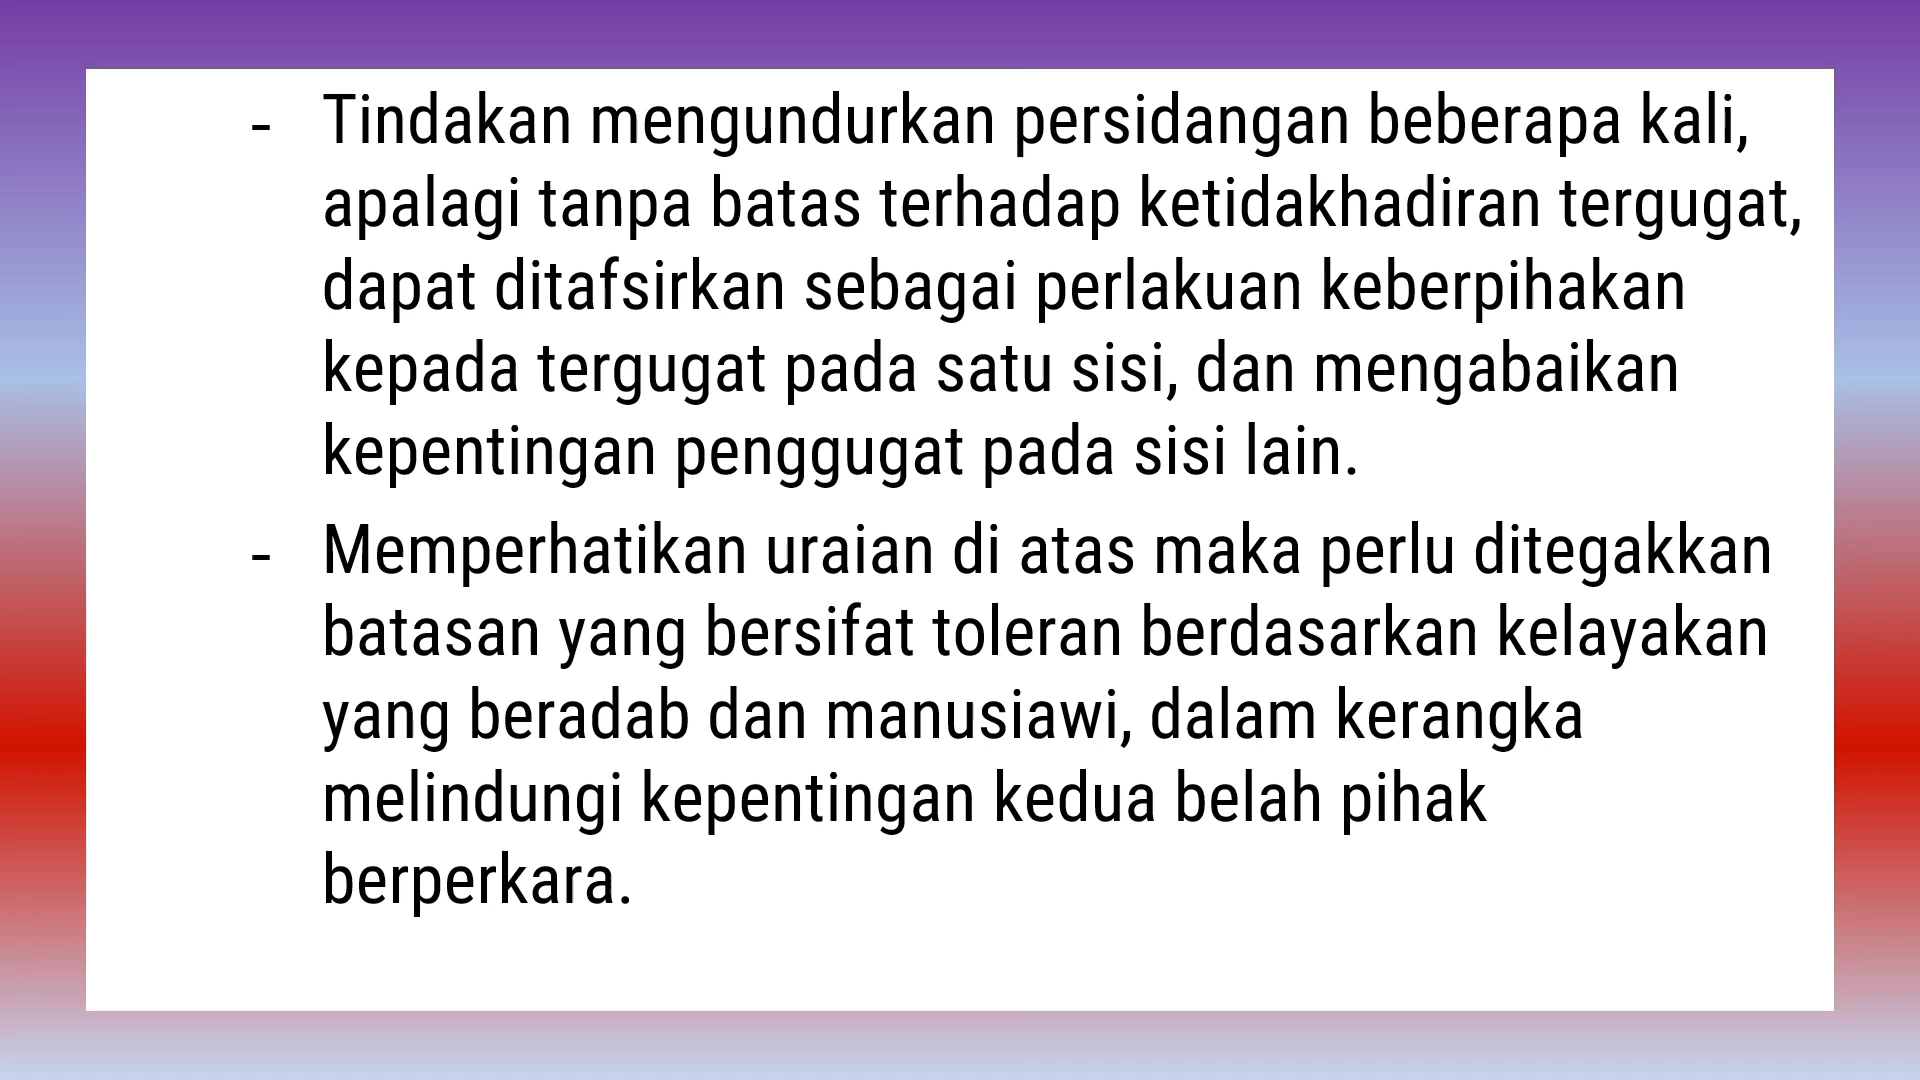 - Tindakan mengundurkan persidangan beberapa kali,
apalagi tanpa batas terhadap ketidakhadiran tergugat,
dapat ditafsirkan sebagai perlakuan keberpihakan
kepada tergugat pada satu sisi, dan mengabaikan
kepentingan penggugat pada sisi lain.
- Memperhatikan uraian di atas maka perlu ditegakkan
batasan yang bersifat toleran berdasarkan kelayakan
yang beradab dan manusiawi, dalam kerangka
melindungi kepentingan kedua belah pihak
berperkara.